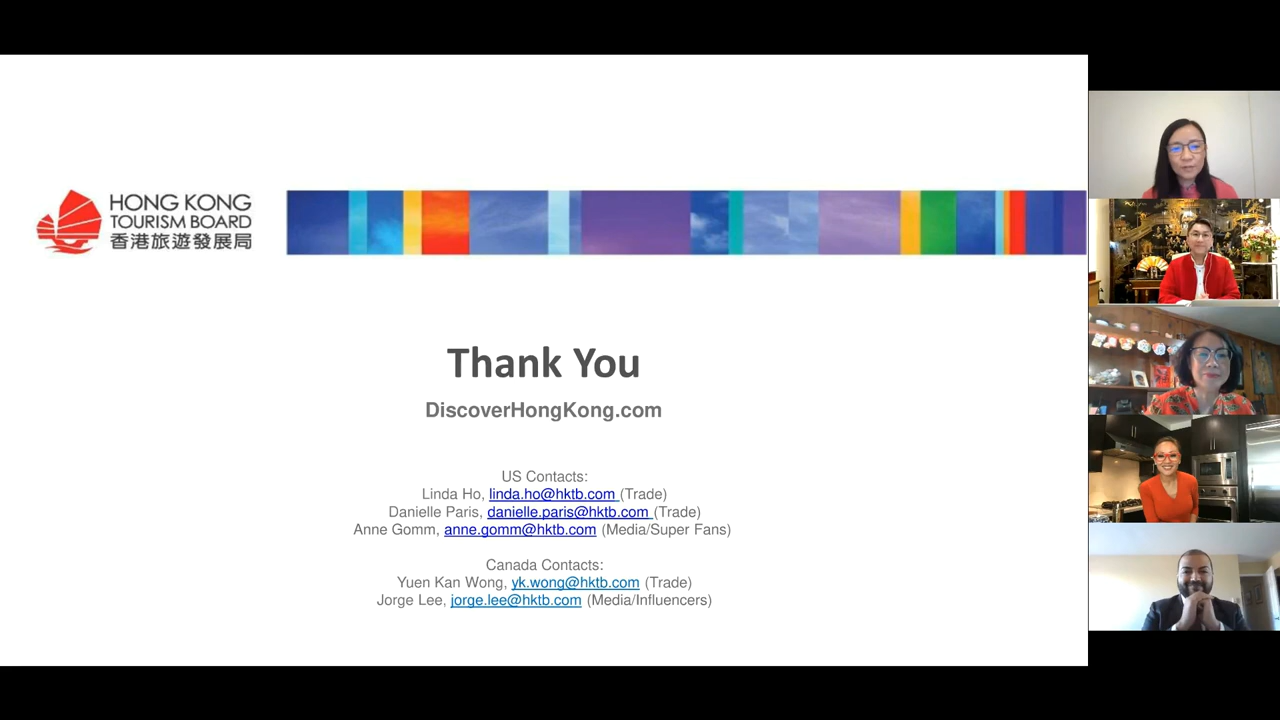 HONG KONG
TOURISM BOARD
香港旅遊發展局
Thank You
DiscoverHongKong.com
US Contacts:
Linda Ho, linda.ho@hktb.com (Trade)
Danielle Paris, danielle.paris@hktb.com (Trade)
Anne Gomm, anne.gomm@hktb.com (Media/Super Fans)
Canada Contacts:
Yuen Kan Wong, yk.wong@hktb.com (Trade)
Jorge Lee, jorge.lee@hktb.com (Media/Influencers)